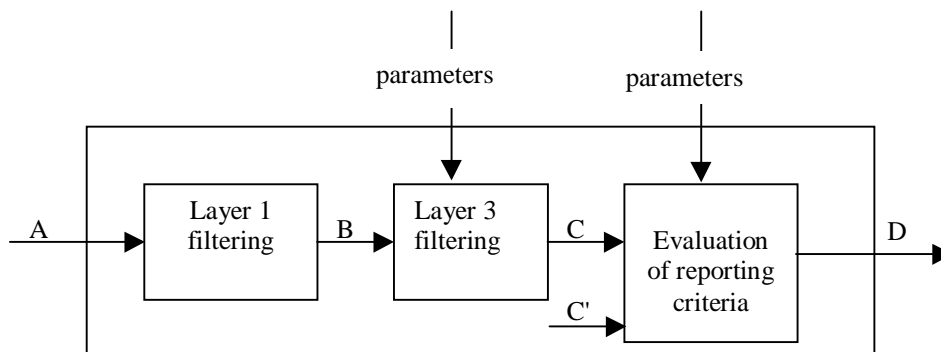 parameters
parameters
A
Layer 1
filtering
B
Layer 3
filtering
C
C'
Evaluation
of reporting
criteria
D